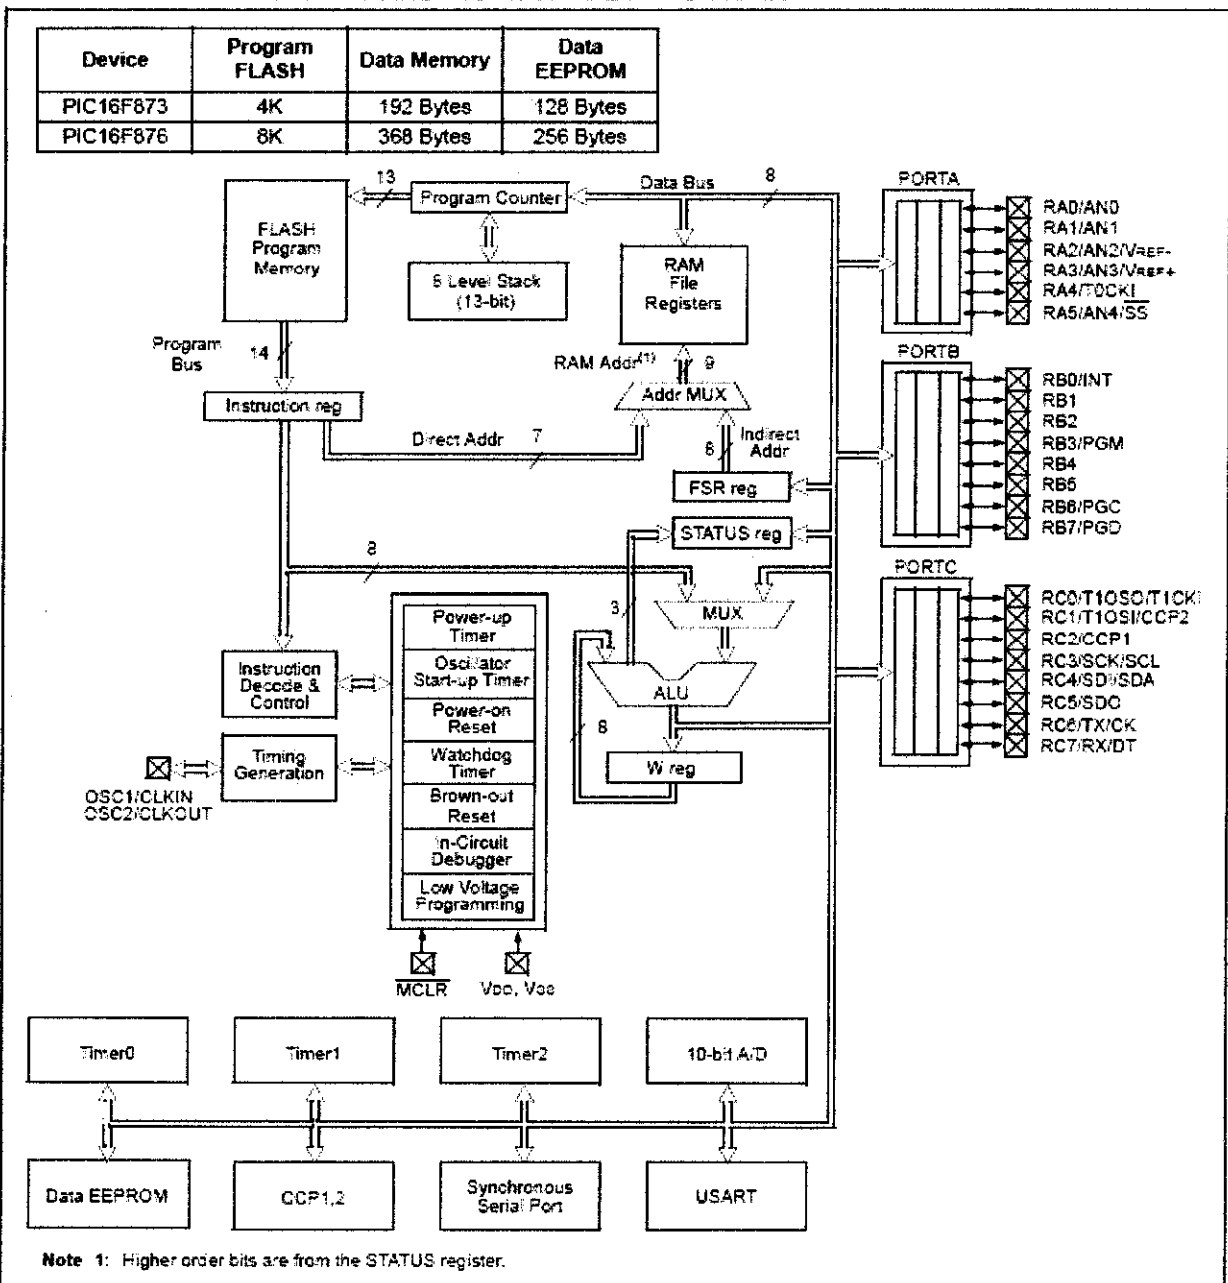 Device Program FLASH Data Memory Data EEPROM
PIC16F873 4K 192 Bytes 128 Bytes
PIC16F876 8K 368 Bytes 256 Bytes
FLASH
Program
Memory
13
Program Counter
Data Bus
8
8 Level Stack
(13-bit)
RAM
File
Registers
Program
Bus
14
RAM Addr(1)
9
Addr MUX
Instruction reg
Direct Addr
7
8
Indirect
Addr
FSR reg
STATUS reg
8
3
MUX
ALU
8
W reg
Instruction
Decode &
Control
Timing
Generation
OSC1/CLKIN
OSC2/CLKOUT
Power-up
Timer
Oscillator
Start-up Timer
Power-on
Reset
Watchdog
Timer
Brown-out
Reset
In-Circuit
Debugger
Low Voltage
Programming
MCLR
VDD, VSS
PORTA
RA0/AN0
RA1/AN1
RA2/AN2/VREF-
RA3/AN3/VREF+
RA4/T0CKI
RA5/AN4/SS
PORTB
RB0/INT
RB1
RB2
RB3/PGM
RB4
RB5
RB6/PGC
RB7/PGD
PORTC
RC0/T1OSO/T1CKI
RC1/T1OSI/CCP2
RC2/CCP1
RC3/SCK/SCL
RC4/SDI/SDA
RC5/SDO
RC6/TX/CK
RC7/RX/DT
Timer0
Timer1
Timer2
10-bit A/D
Data EEPROM
CCP1,2
Synchronous
Serial Port
USART
Note 1: Higher order bits are from the STATUS register.